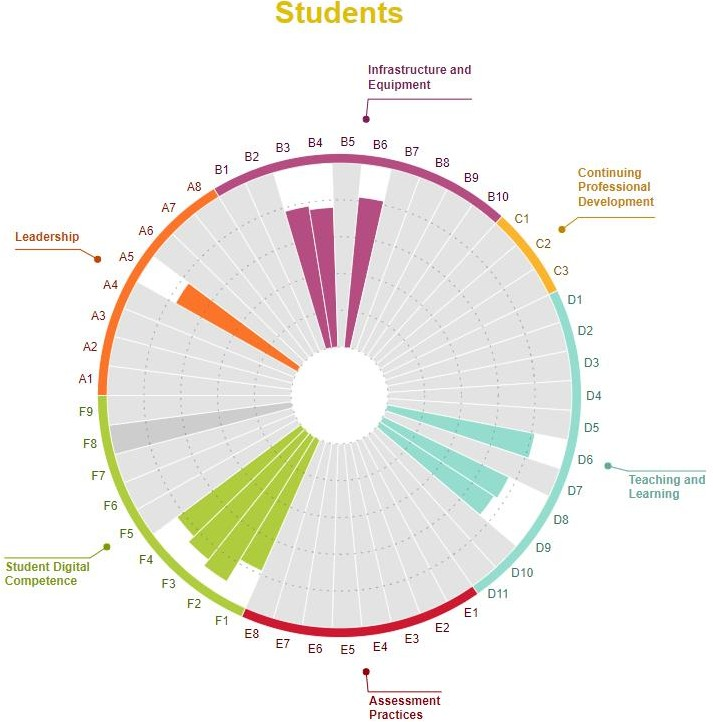 Students
Infrastructure and
Equipment
Continuing
Professional
Development
Leadership
Teaching and
Learning
Student Digital
Competence
Assessment
Practices
A1
A2
A3
A4
A5
A6
A7
A8
B1
B2
B3
B4
B5
B6
B7
B8
B9
B10
C1
C2
C3
D1
D2
D3
D4
D5
D6
D7
D8
D9
D10
D11
E1
E2
E3
E4
E5
E6
E7
E8
F1
F2
F3
F4
F5
F6
F7
F8
F9